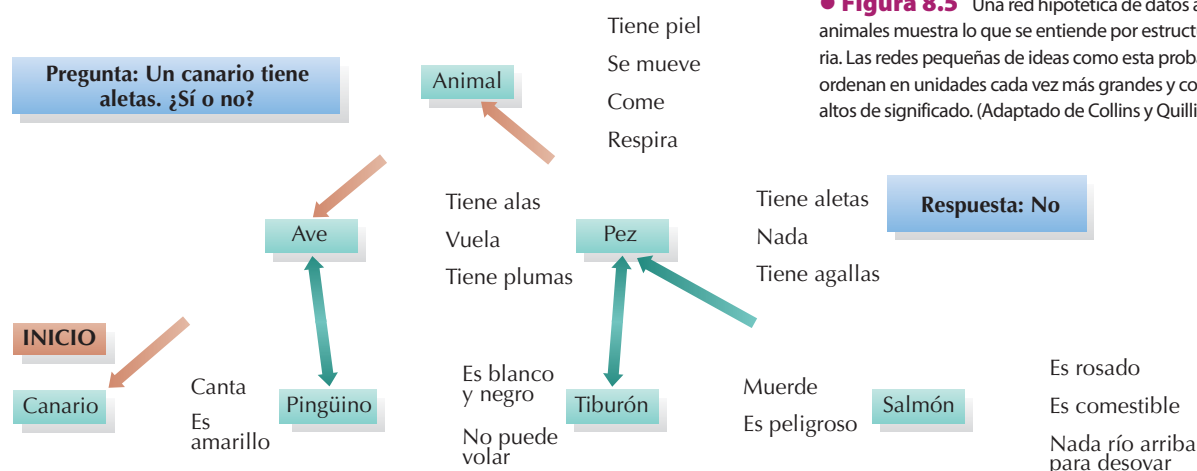 ● Figura 8.5 Una red hipotética de datos
animales muestra lo que se entiende por
ria. Las redes pequeñas de ideas como esta
ordenan en unidades cada vez más grandes y
altos de significado. (Adaptado de Collins y
Pregunta: Un canario tiene
aletas. ¿Sí o no?
Animal
Tiene piel
Se mueve
Come
Respira
Ave
Tiene alas
Vuela
Tiene plumas
Pez
Tiene aletas
Nada
Tiene agallas
Respuesta: No
INICIO
Canario
Canta
Es
amarillo
Pingüino
Es blanco
y negro
No puede
volar
Tiburón
Muerde
Es peligroso
Salmón
Es rosado
Es comestible
Nada río arriba
para desovar